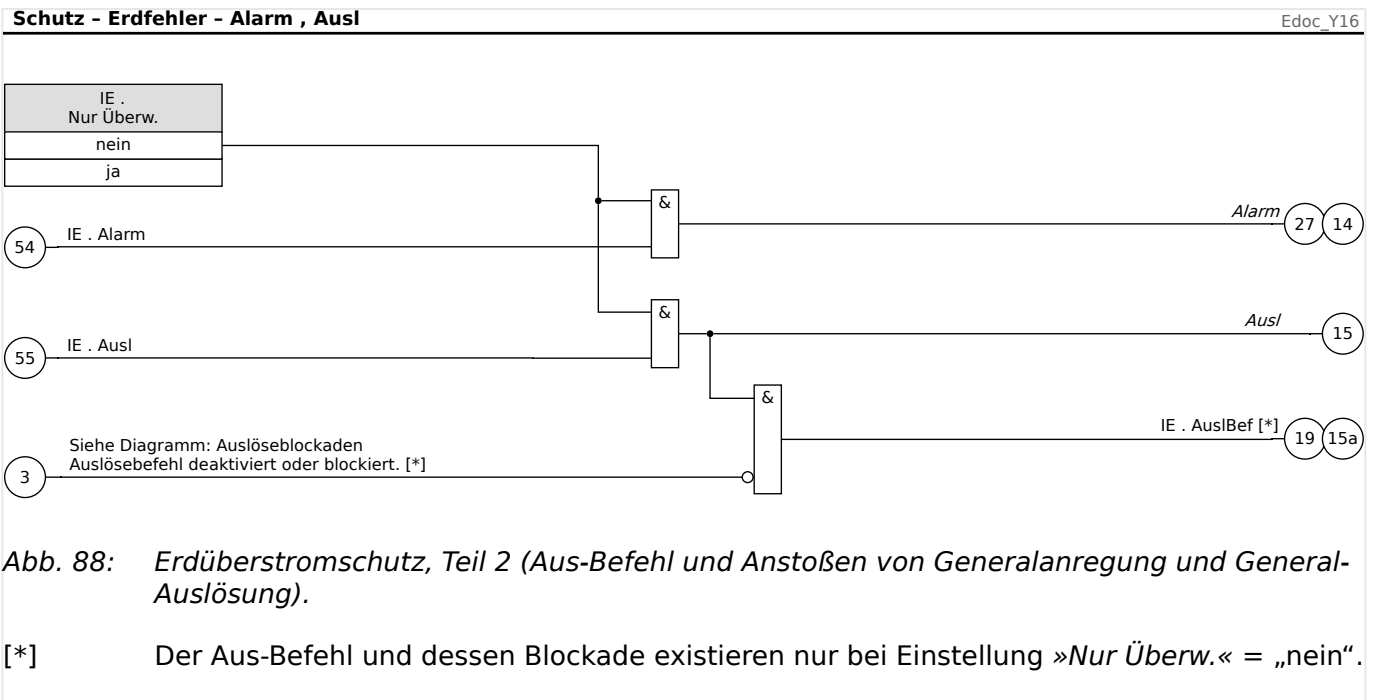 Schutz – Erdfehler – Alarm , Ausl
Edoc_Y16
IE .
Nur Überw.
nein
ja
&
Alarm
27
14
54
IE . Alarm
&
Ausl
15
55
IE . Ausl
&
IE . AuslBef [*]
19
15a
Siehe Diagramm: Auslöseblockaden
Auslösebefehl deaktiviert oder blockiert. [*]
3
Abb. 88: Erdüberstromschutz, Teil 2 (Aus-Befehl und Anstoßen von Generalanregung und General-
Auslösung).
[*] Der Aus-Befehl und dessen Blockade existieren nur bei Einstellung »Nur Überw.« = „nein“.